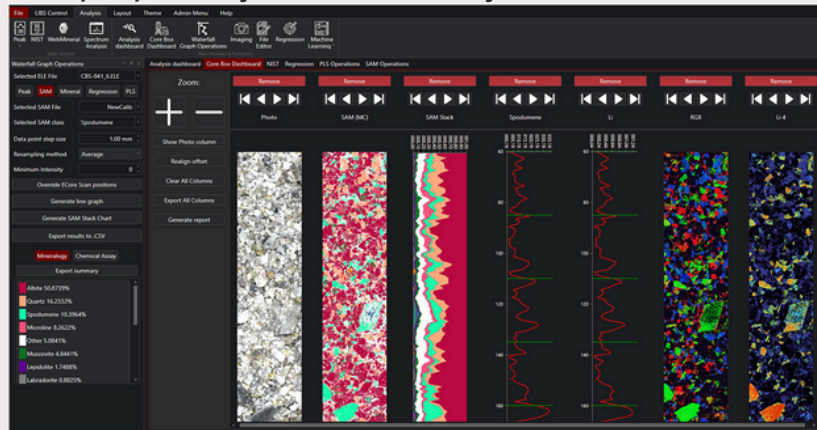 File LIBS Control Analysis Layout Theme Admin Menu Help
Peak NIST WebMineral Spectrum Analysis Analysis dashboard Core Box Dashboard Waterfall Graph Operations Imaging File Editor Regression Machine Learning
Waterfall Graph Operations
Analysis dashboard Core Box Dashboard NIST Regression PLS Operations SAM Operations
Selected ELE File CBS-041_6.ELE
Peak SAM Mineral Regression PLS
Selected SAM File NewCalib
Selected SAM class Spodumene
Data point step size 1.00 mm
Resampling method Average
Minimum Intensity 0
Override ECore Scan positions
Generate line graph
Generate SAM Stack Chart
Export results to .CSV
Mineralogy Chemical Assay
Export summary
Albite 50.8739%
Quartz 16.2332%
Spodumene 10.3964%
Microline 8.2622%
Other 5.0841%
Muscovite 4.8441%
Lepidolite 1.7488%
Labradorite 0.8825%
Zoom:
Show Photo column
Realign offset
Clear All Columns
Export All Columns
Generate report
Remove Remove Remove Remove Remove Remove Remove
Photo SAM (MC) SAM Stack Spodumene Li RGB Li 4
60 60
80 80
100 100
120 120
140 140
160 160